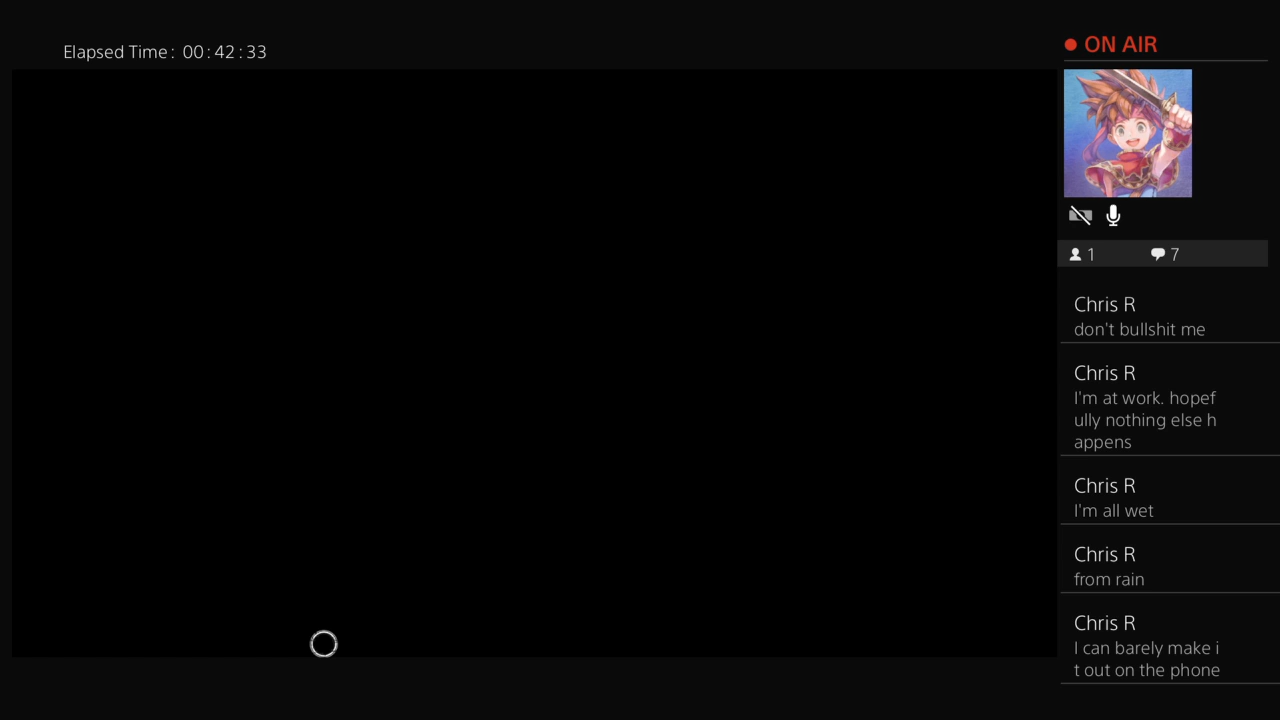 Elapsed Time: 00:42:33
ON AIR
1 7
Chris R
don't bullshit me
Chris R
I'm at work. hopef
ully nothing else h
appens
Chris R
I'm all wet
Chris R
from rain
Chris R
I can barely make i
t out on the phone